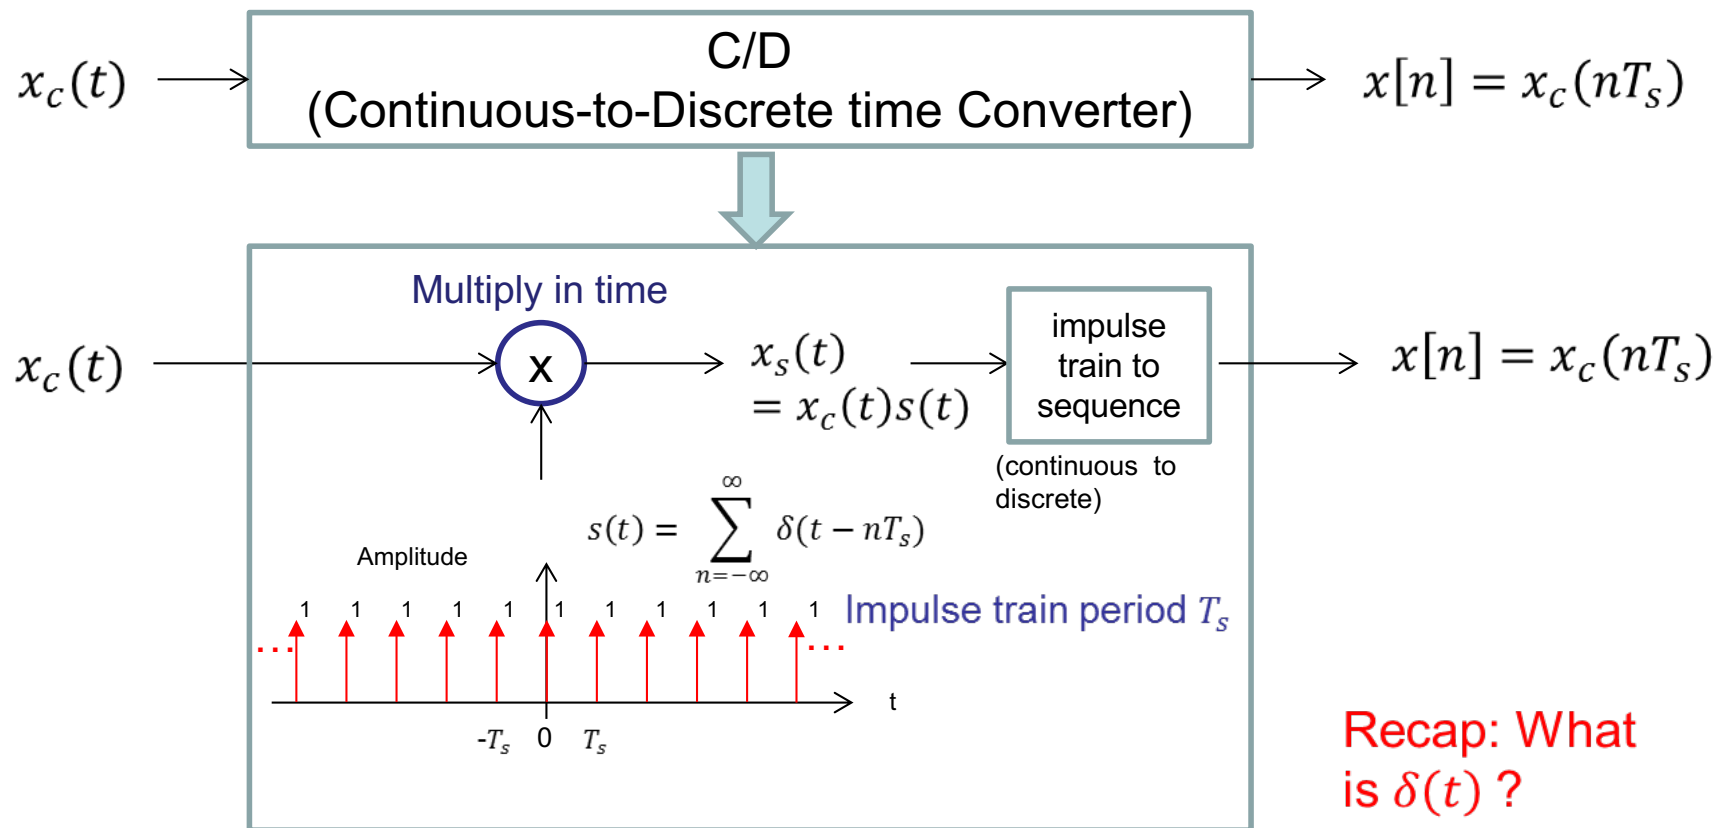 C/D
(Continuous-to-Discrete time Converter)
x_c(t)
x[n] = x_c(nT_s)
Multiply in time
x_c(t)
x
x_s(t)
= x_c(t)s(t)
impulse
train to
sequence
x[n] = x_c(nT_s)
(continuous to
discrete)
s(t) = ∑_{n=−∞}^{∞} δ(t − nT_s)
Amplitude
1 1 1 1 1 1 1 1 1 1 1
Impulse train period T_s
... ...
t
-T_s 0 T_s
Recap: What
is δ(t) ?